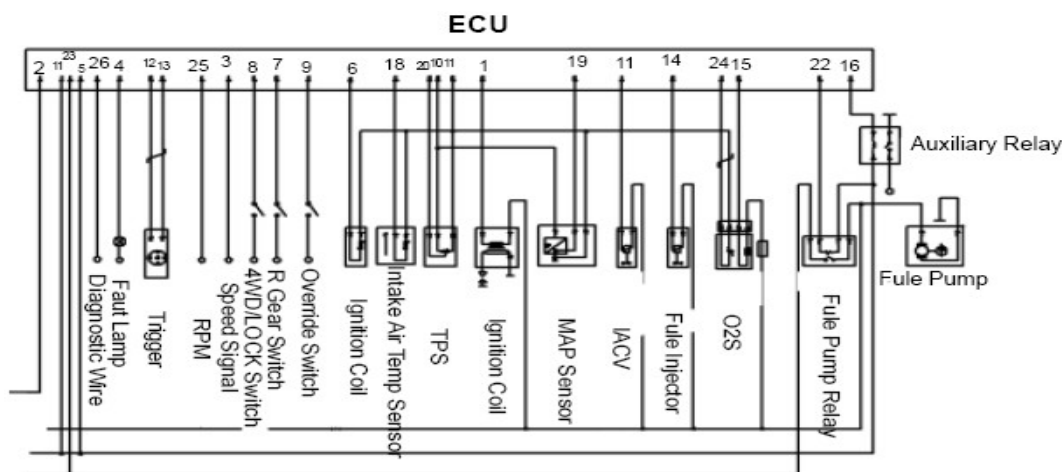 ECU
2 11 23 5 26 4 12 13 25 3 8 7 9 6 18 20 10 11 1 19 11 14 24 15 22 16
Auxiliary Relay
Fule Pump
Diagnostic Wire
Faut Lamp
Trigger
RPM
Speed Signal
4WD/LOCK Switch
R Gear Switch
Override Switch
Ignition Coil
Intake Air Temp Sensor
TPS
Ignition Coil
MAP Sensor
IACV
Fule Injector
O2S
Fule Pump Relay